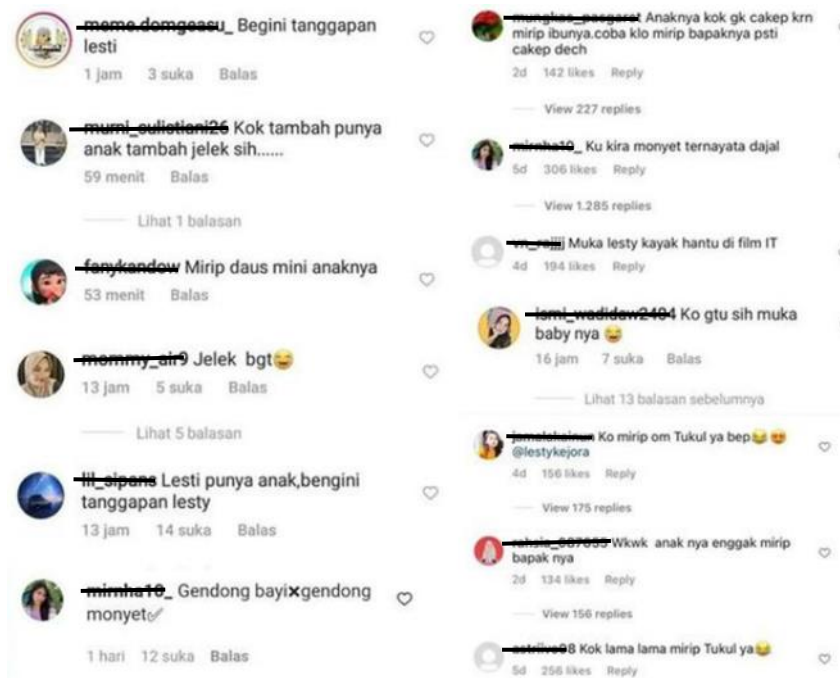 meme.domgeasu_ Begini tanggapan
lesti
1 jam 3 suka Balas
murni_sulistiani26 Kok tambah punya
anak tambah jelek sih......
59 menit Balas
Lihat 1 balasan
fanykandow Mirip daus mini anaknya
53 menit Balas
mommy_air9 Jelek bgt😅
13 jam 5 suka Balas
Lihat 5 balasan
Lesti punya anak,bengini
tanggapan lesty
13 jam 14 suka Balas
mirnha10_ Gendong bayi❌gendong
monyet✅
1 hari 12 suka Balas
Anaknya kok gk cakep krn
mirip ibunya.coba klo mirip bapaknya psti
cakep dech
2d 142 likes Reply
View 227 replies
mirnha10_ Ku kira monyet ternayata dajal
5d 306 likes Reply
View 1.285 replies
Muka lesty kayak hantu di film IT
4d 194 likes Reply
Ko gtu sih muka
baby nya 😅
16 jam 7 suka Balas
Lihat 13 balasan sebelumnya
Ko mirip om Tukul ya bep😂😍
@lestykejora
4d 156 likes Reply
View 175 replies
Wkwk anak nya enggak mirip
bapak nya
2d 134 likes Reply
View 156 replies
Kok lama lama mirip Tukul ya😂
5d 256 likes Reply